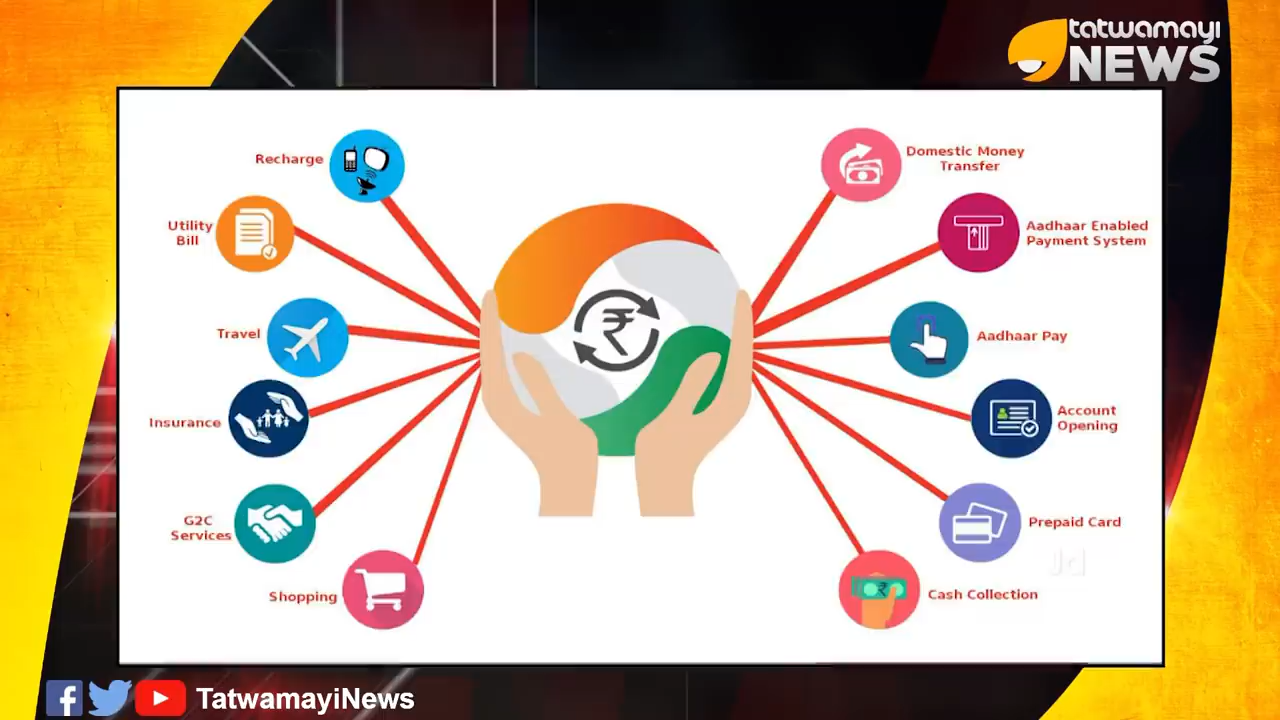 tatwamayi
NEWS
Recharge
Utility
Bill
Travel
Insurance
G2C
Services
Shopping
₹
Domestic Money
Transfer
Aadhaar Enabled
Payment System
Aadhaar Pay
Account
Opening
Prepaid Card
Jd
Cash Collection
₹
TatwamayiNews